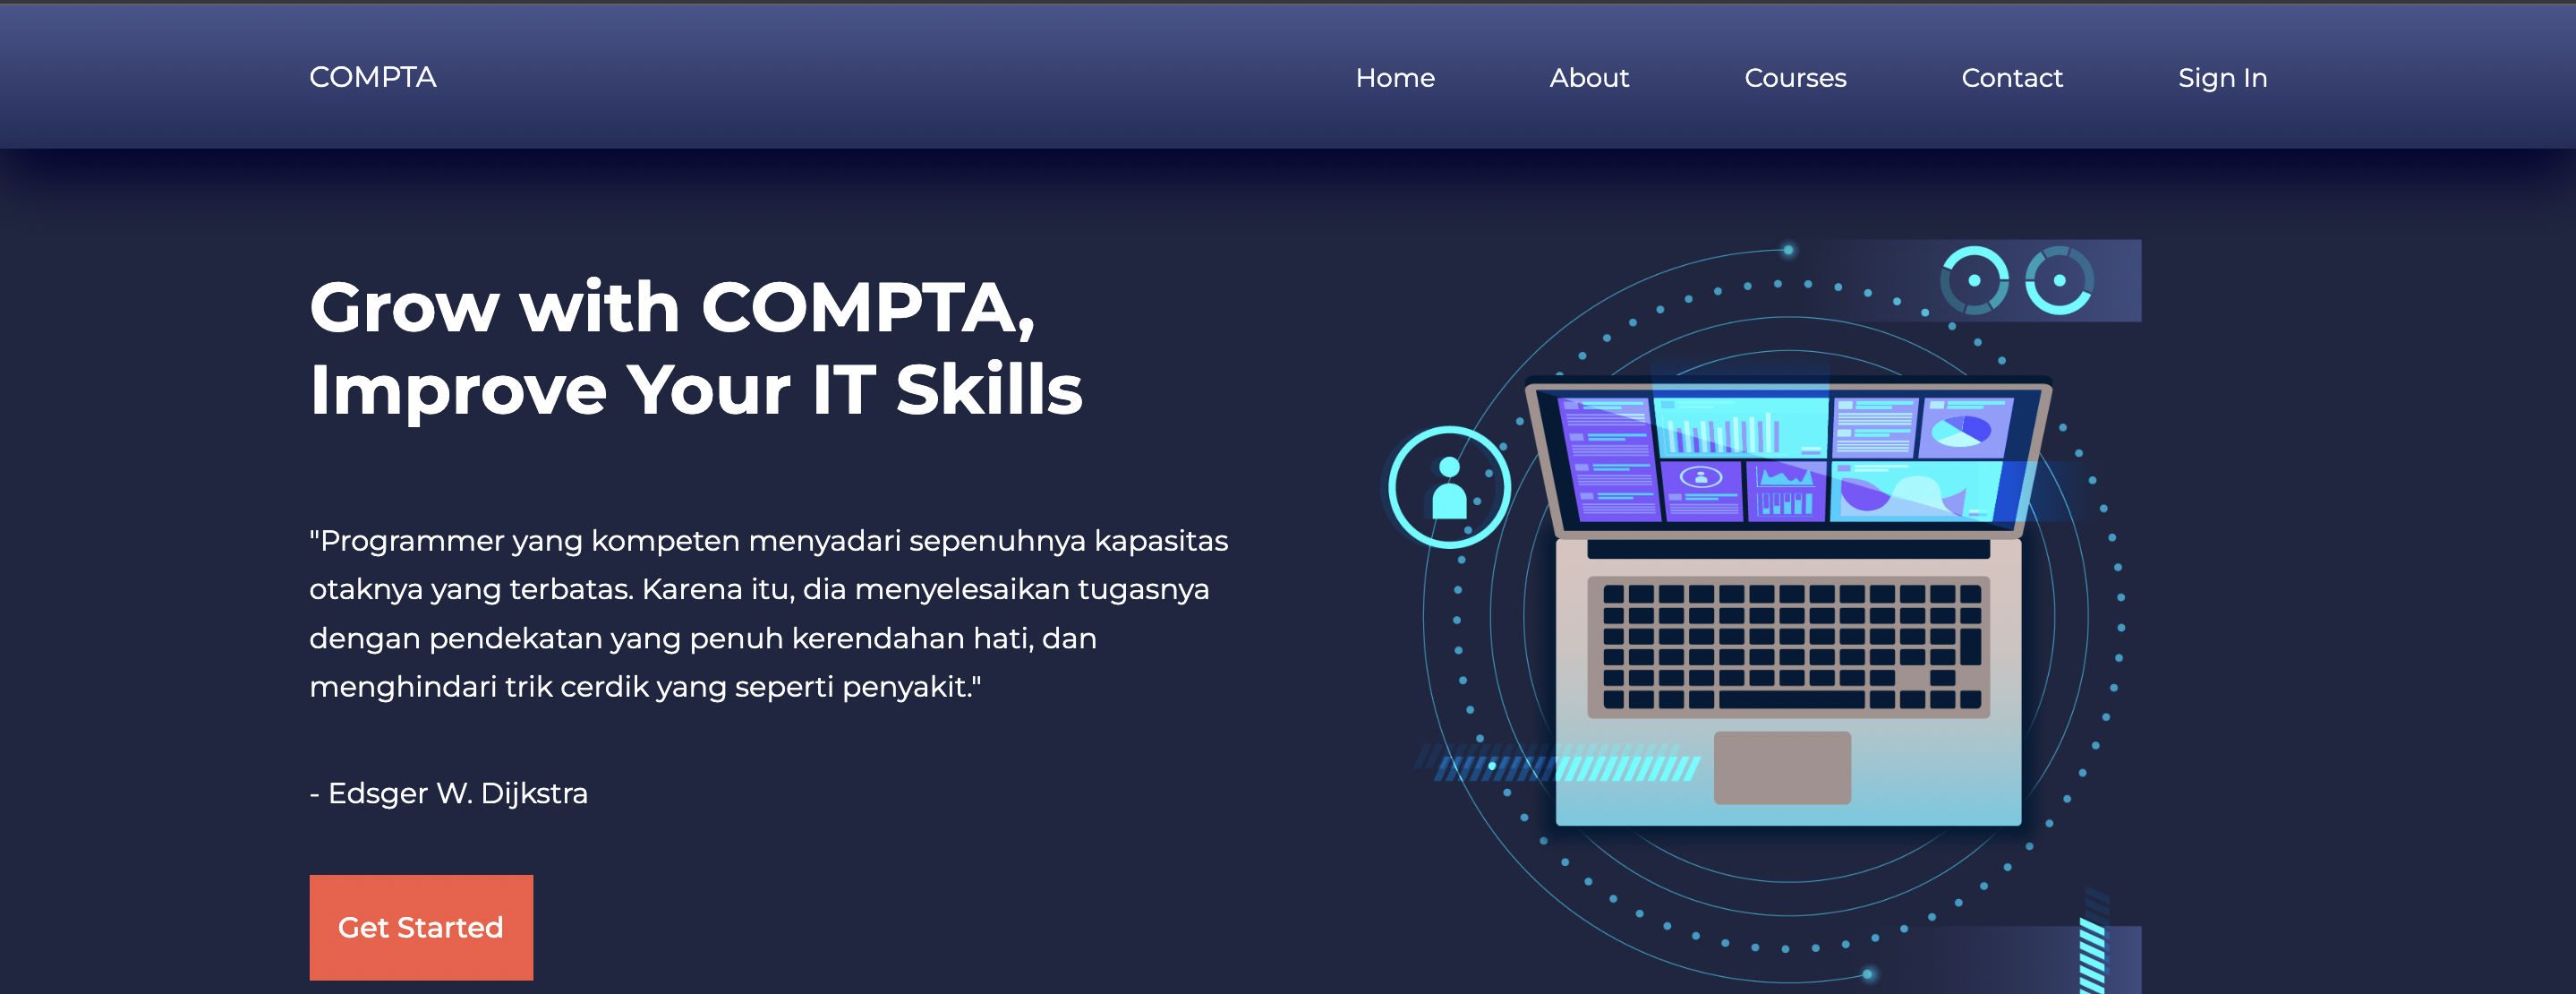 COMPTA
Home
About
Courses
Contact
Sign In
Grow with COMPTA,
Improve Your IT Skills
"Programmer yang kompeten menyadari sepenuhnya kapasitas
otaknya yang terbatas. Karena itu, dia menyelesaikan tugasnya
dengan pendekatan yang penuh kerendahan hati, dan
menghindari trik cerdik yang seperti penyakit."
- Edsger W. Dijkstra
Get Started